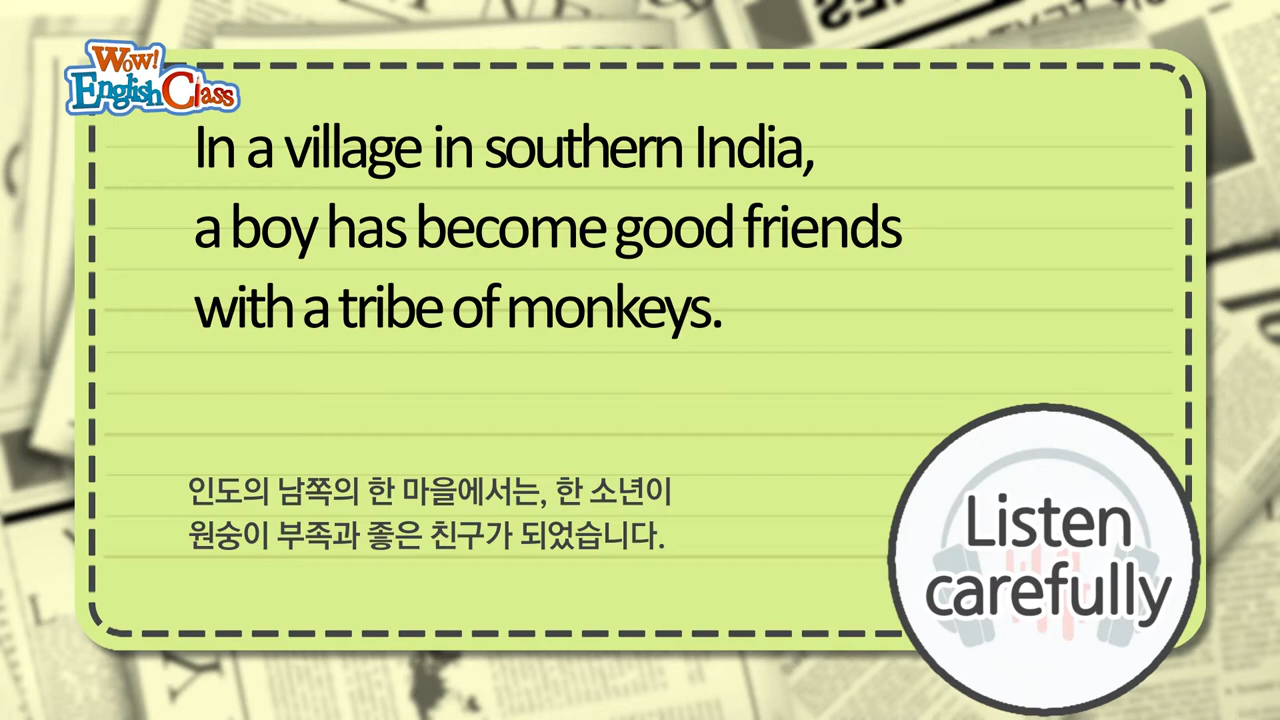 Wow!
English Class
In a village in southern India,
a boy has become good friends
with a tribe of monkeys.
인도의 남쪽의 한 마을에서는, 한 소년이
원숭이 부족과 좋은 친구가 되었습니다.
Listen
carefully